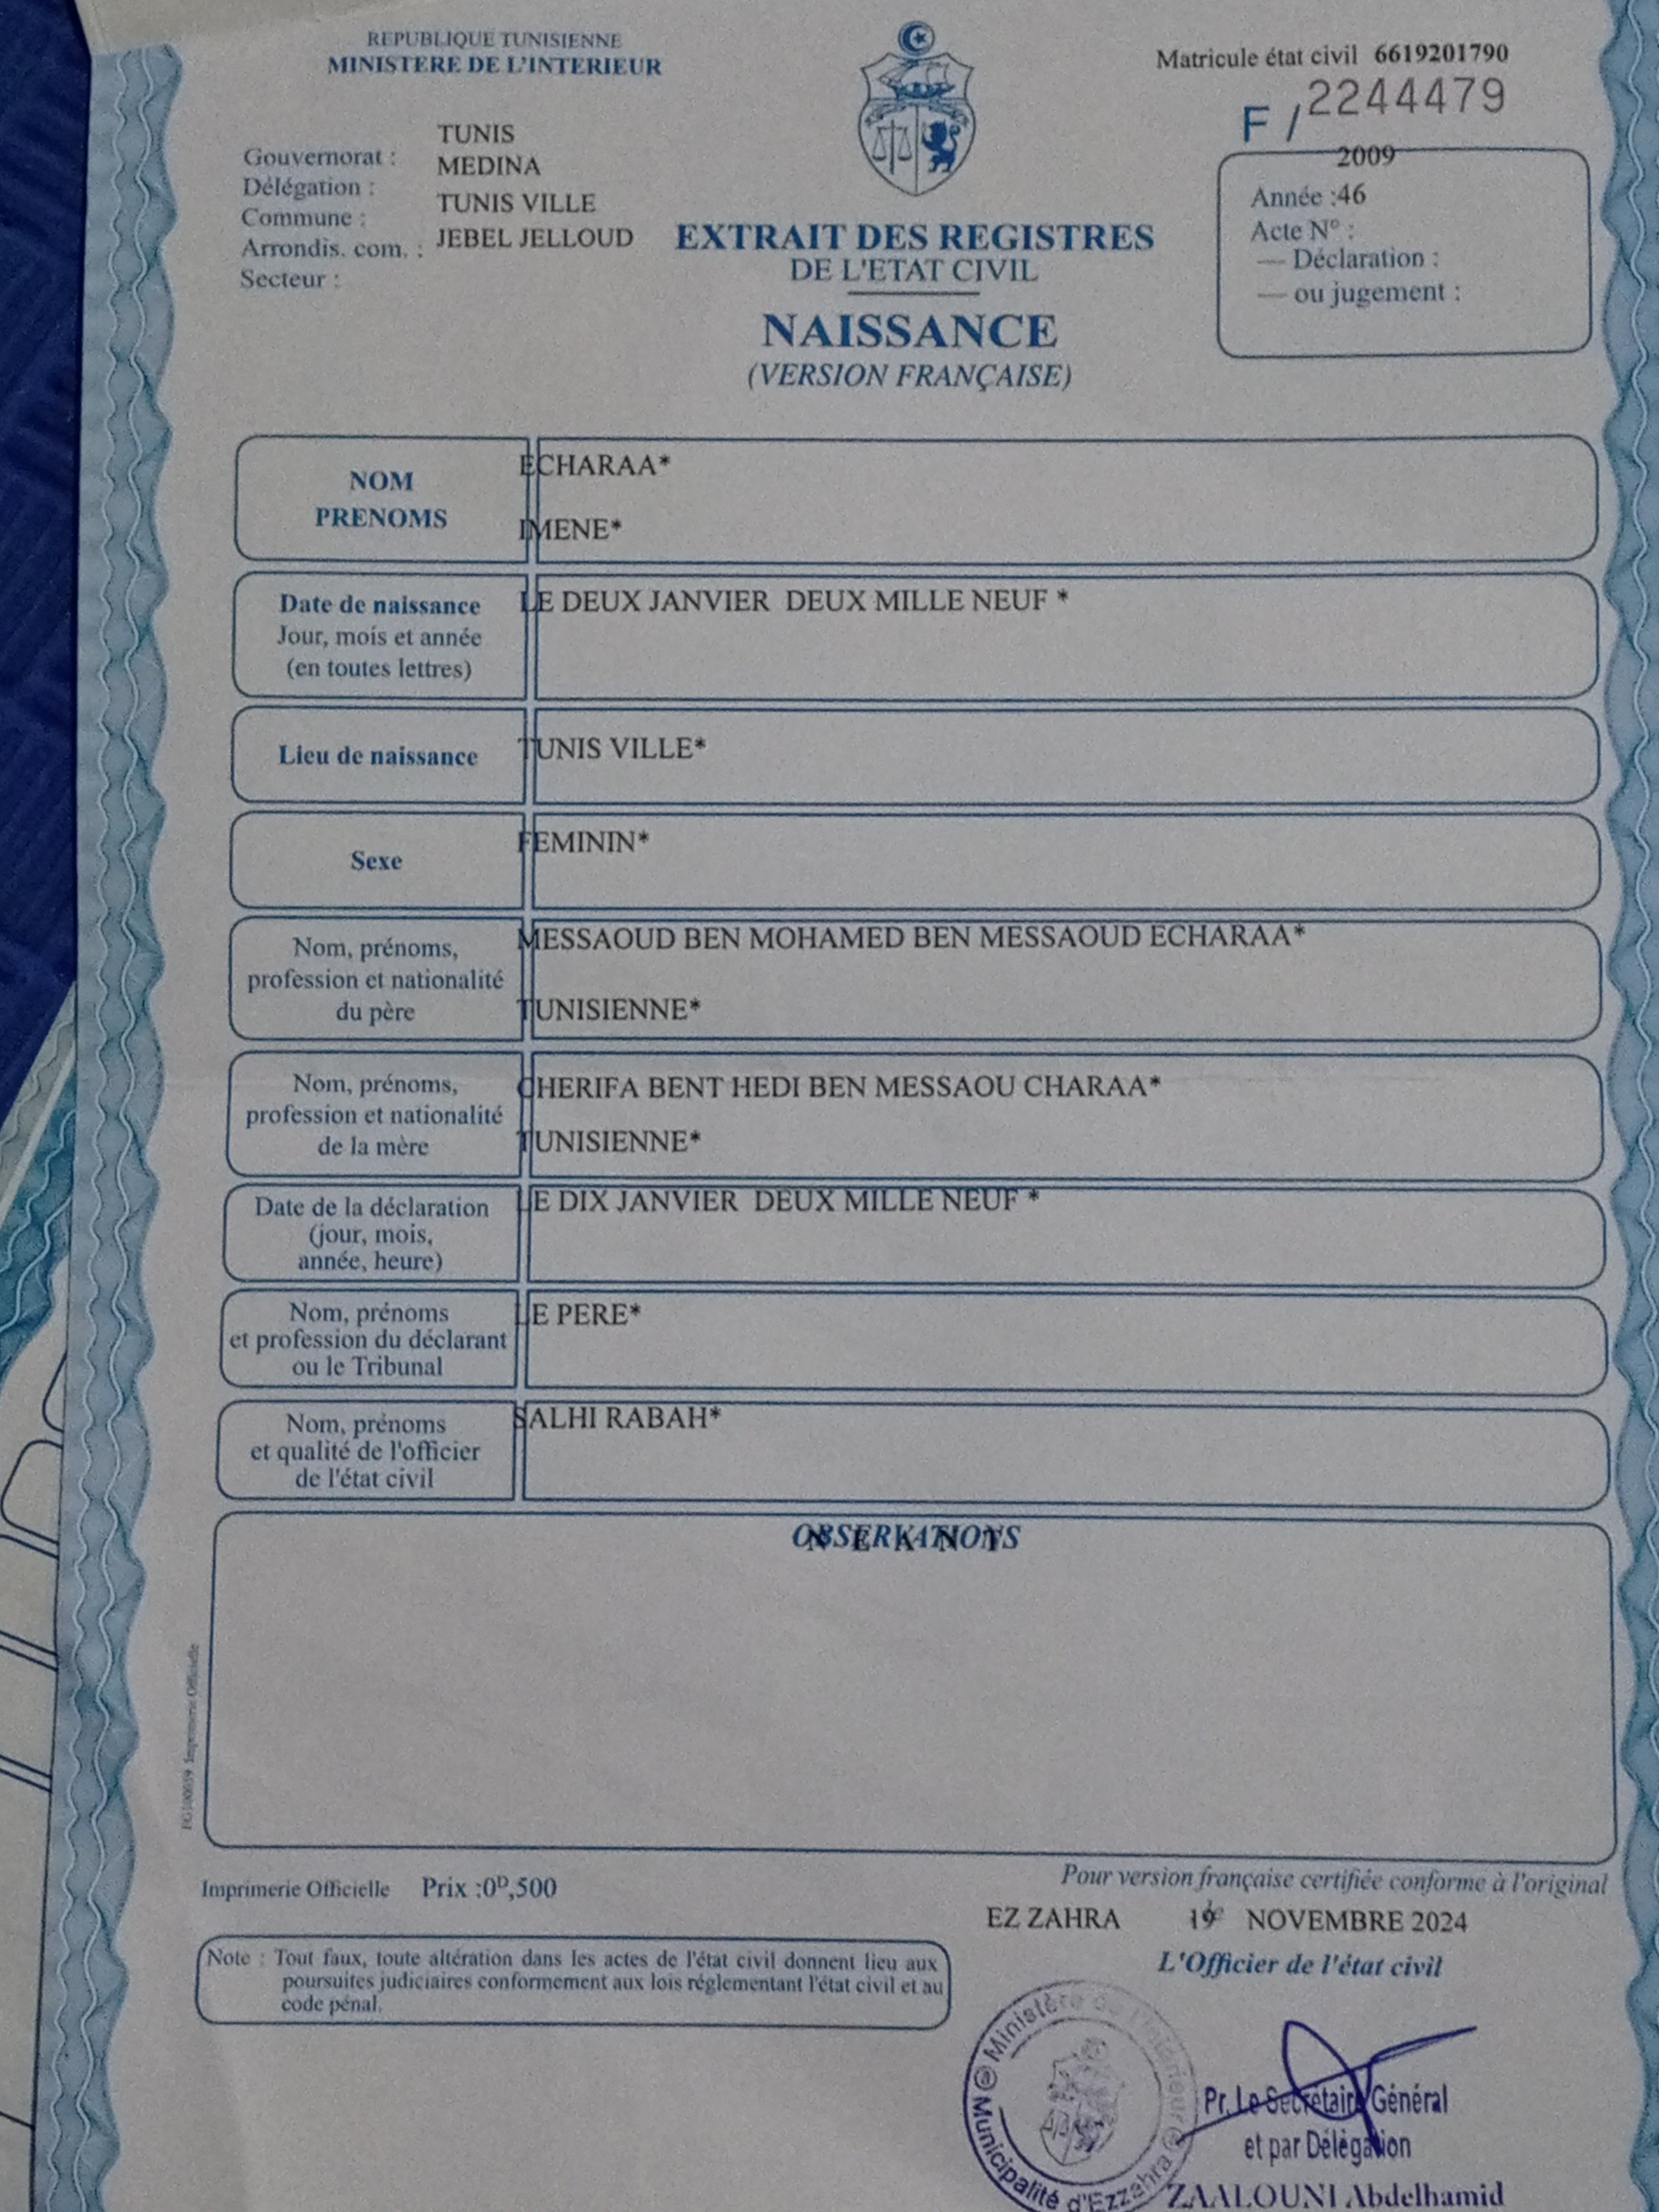 REPUBLIQUE TUNISIENNE
MINISTERE DE L'INTERIEUR
Matricule état civil 6619201790
F / 2244479
TUNIS
Gouvernorat :
MEDINA
Délégation :
TUNIS VILLE
Commune :
JEBEL JELLOUD
Arrondis. com. :
Secteur :
2009
Année :46
Acte N° :
— Déclaration :
— ou jugement :
EXTRAIT DES REGISTRES
DE L'ETAT CIVIL
NAISSANCE
(VERSION FRANÇAISE)
NOM
PRENOMS
ECHARAA*
IMENE*
Date de naissance
Jour, mois et année
(en toutes lettres)
LE DEUX JANVIER DEUX MILLE NEUF *
Lieu de naissance
TUNIS VILLE*
Sexe
FEMININ*
Nom, prénoms,
profession et nationalité
du père
MESSAOUD BEN MOHAMED BEN MESSAOUD ECHARAA*
TUNISIENNE*
Nom, prénoms,
profession et nationalité
de la mère
CHERIFA BENT HEDI BEN MESSAOU CHARAA*
TUNISIENNE*
Date de la déclaration
(jour, mois,
année, heure)
LE DIX JANVIER DEUX MILLE NEUF *
Nom, prénoms
et profession du déclarant
ou le Tribunal
LE PERE*
Nom, prénoms
et qualité de l'officier
de l'état civil
SALHI RABAH*
OBSERVATIONS
N E A N T
Imprimerie Officielle
Imprimerie Officielle Prix :0ᴰ,500
Pour version française certifiée conforme à l'original
EZ ZAHRA 19 NOVEMBRE 2024
L'Officier de l'état civil
Note : Tout faux, toute altération dans les actes de l'état civil donnent lieu aux
poursuites judiciaires conformement aux lois réglementant l'état civil et au
code pénal.
Ministère de l'Intérieur
Municipalité d'Ezzahra
Pr. Le Secrétaire Général
et par Délégation
ZAALOUNI Abdelhamid